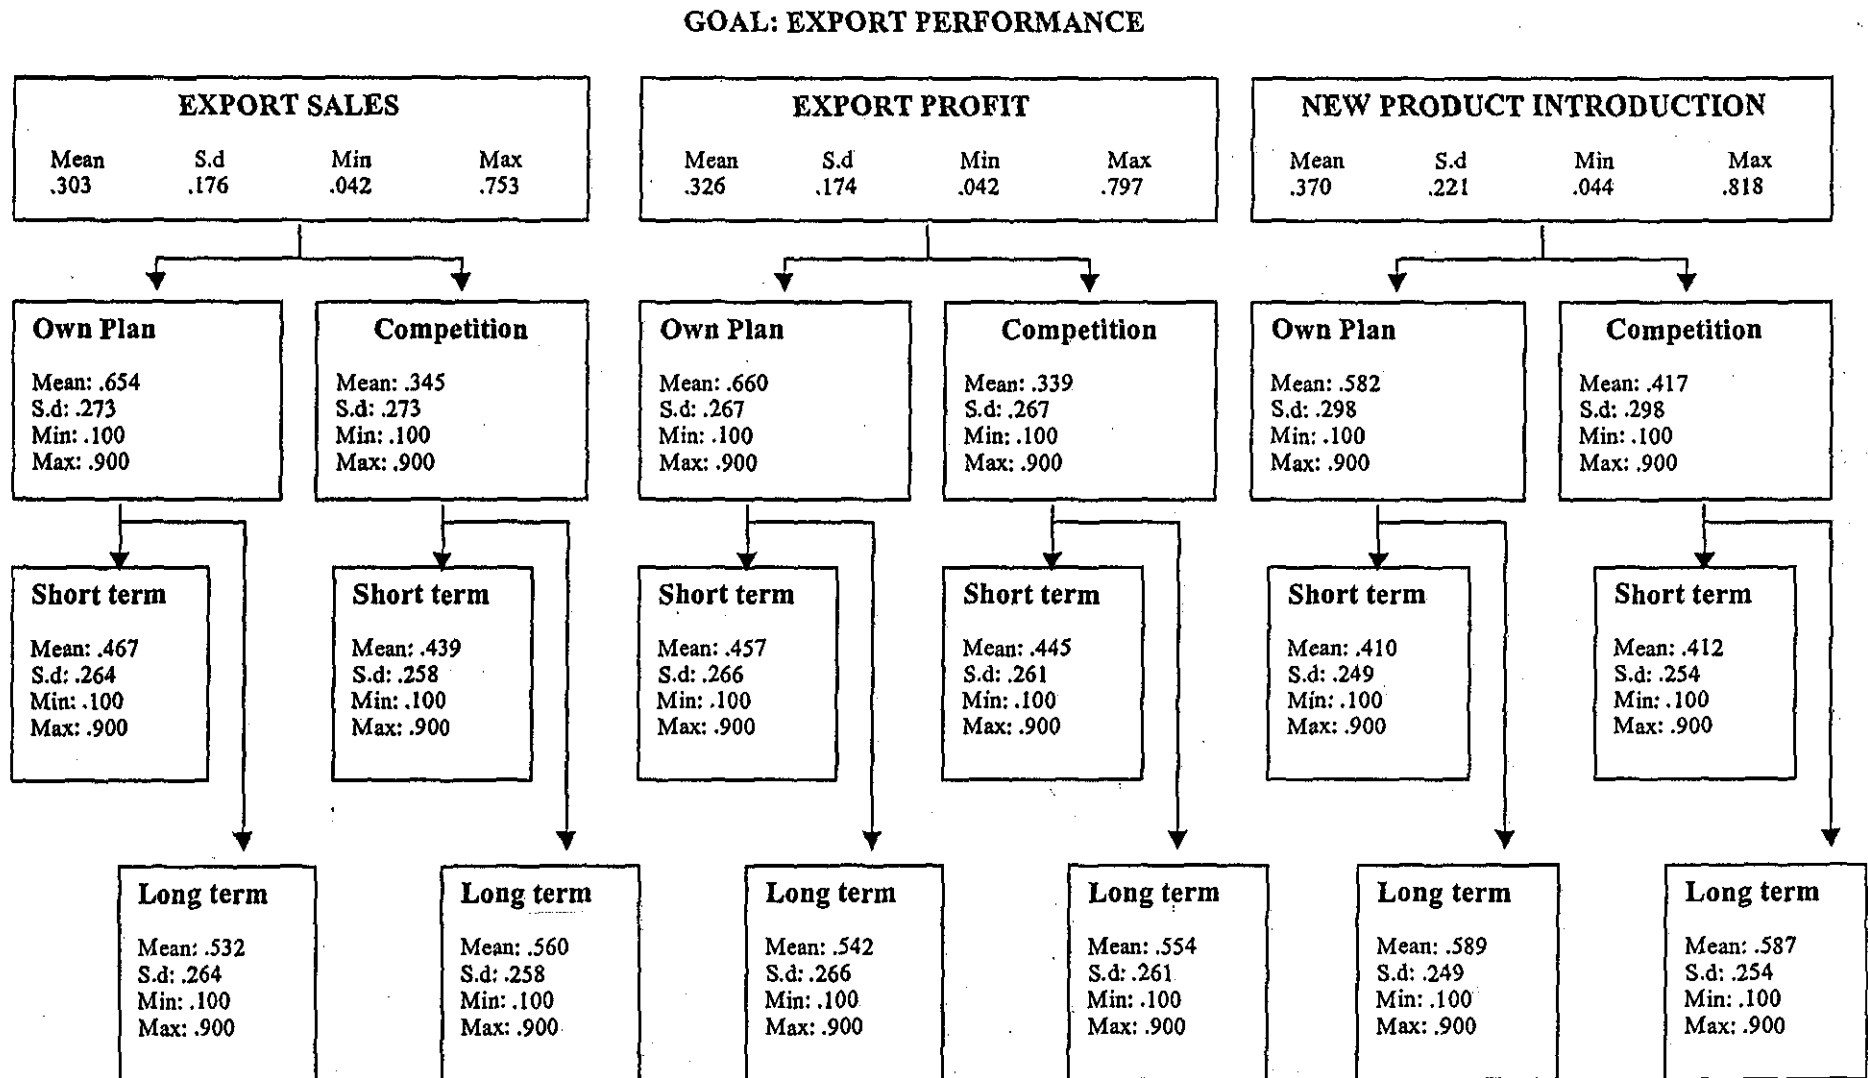 GOAL: EXPORT PERFORMANCE
EXPORT SALES
Mean S.d Min Max
.303 .176 .042 .753
EXPORT PROFIT
Mean S.d Min Max
.326 .174 .042 .797
NEW PRODUCT INTRODUCTION
Mean S.d Min Max
.370 .221 .044 .818
Own Plan
Mean: .654
S.d: .273
Min: .100
Max: .900
Competition
Mean: .345
S.d: .273
Min: .100
Max: .900
Own Plan
Mean: .660
S.d: .267
Min: .100
Max: .900
Competition
Mean: .339
S.d: .267
Min: .100
Max: .900
Own Plan
Mean: .582
S.d: .298
Min: .100
Max: .900
Competition
Mean: .417
S.d: .298
Min: .100
Max: .900
Short term
Mean: .467
S.d: .264
Min: .100
Max: .900
Short term
Mean: .439
S.d: .258
Min: .100
Max: .900
Short term
Mean: .457
S.d: .266
Min: .100
Max: .900
Short term
Mean: .445
S.d: .261
Min: .100
Max: .900
Short term
Mean: .410
S.d: .249
Min: .100
Max: .900
Short term
Mean: .412
S.d: .254
Min: .100
Max: .900
Long term
Mean: .532
S.d: .264
Min: .100
Max: .900
Long term
Mean: .560
S.d: .258
Min: .100
Max: .900
Long term
Mean: .542
S.d: .266
Min: .100
Max: .900
Long term
Mean: .554
S.d: .261
Min: .100
Max: .900
Long term
Mean: .589
S.d: .249
Min: .100
Max: .900
Long term
Mean: .587
S.d: .254
Min: .100
Max: .900